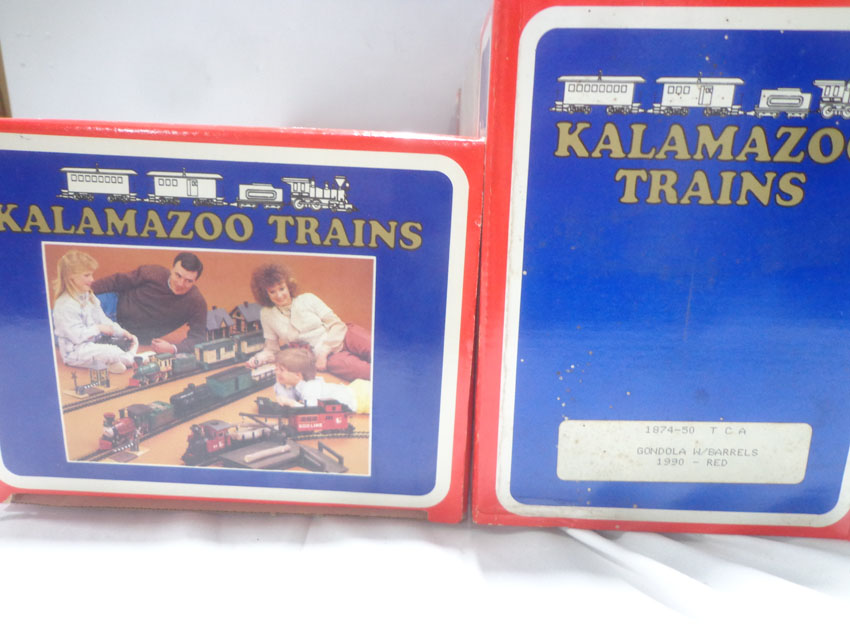 KALAMAZOO TRAINS
KALAMAZOO
TRAINS
1874-50 T C A
GONDOLA W/BARRELS
1990 - RED